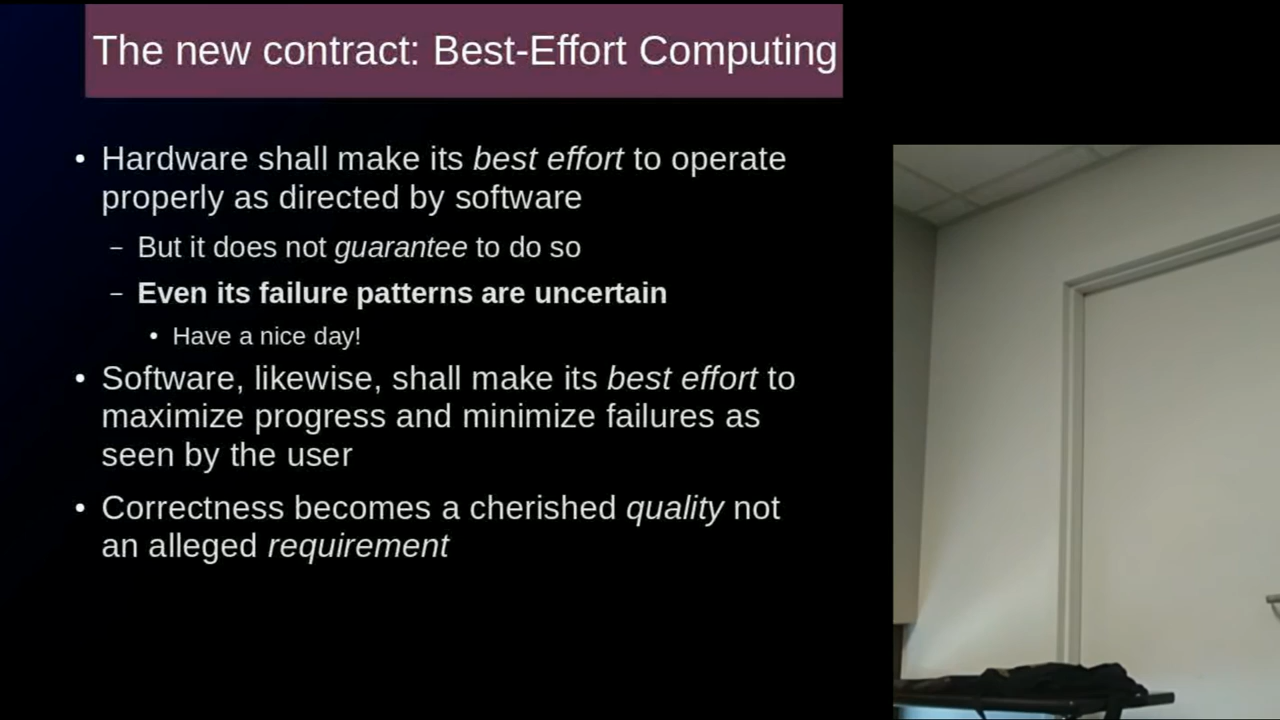 The new contract: Best-Effort Computing
• Hardware shall make its best effort to operate
properly as directed by software
– But it does not guarantee to do so
– Even its failure patterns are uncertain
• Have a nice day!
• Software, likewise, shall make its best effort to
maximize progress and minimize failures as
seen by the user
• Correctness becomes a cherished quality not
an alleged requirement